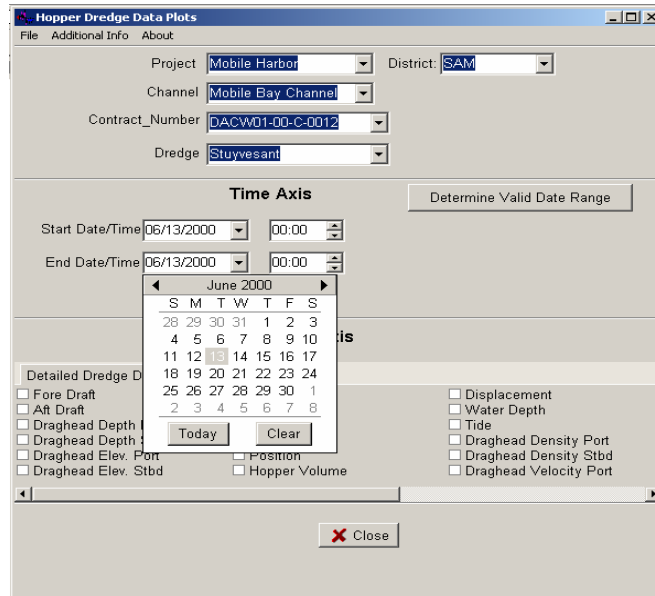 Hopper Dredge Data Plots
File Additional Info About
Project Mobile Harbor District: SAM
Channel Mobile Bay Channel
Contract_Number DACW01-00-C-0012
Dredge Stuyvesant
Time Axis Determine Valid Date Range
Start Date/Time 06/13/2000 00:00
End Date/Time 06/13/2000 00:00
June 2000
S M T W T F S
28 29 30 31 1 2 3
4 5 6 7 8 9 10
11 12 13 14 15 16 17
18 19 20 21 22 23 24
25 26 27 28 29 30 1
2 3 4 5 6 7 8
Today Clear
Detailed Dredge D
Fore Draft Displacement
Aft Draft Water Depth
Draghead Depth Tide
Draghead Depth Draghead Density Port
Draghead Elev. Port Position Draghead Density Stbd
Draghead Elev. Stbd Hopper Volume Draghead Velocity Port
Close